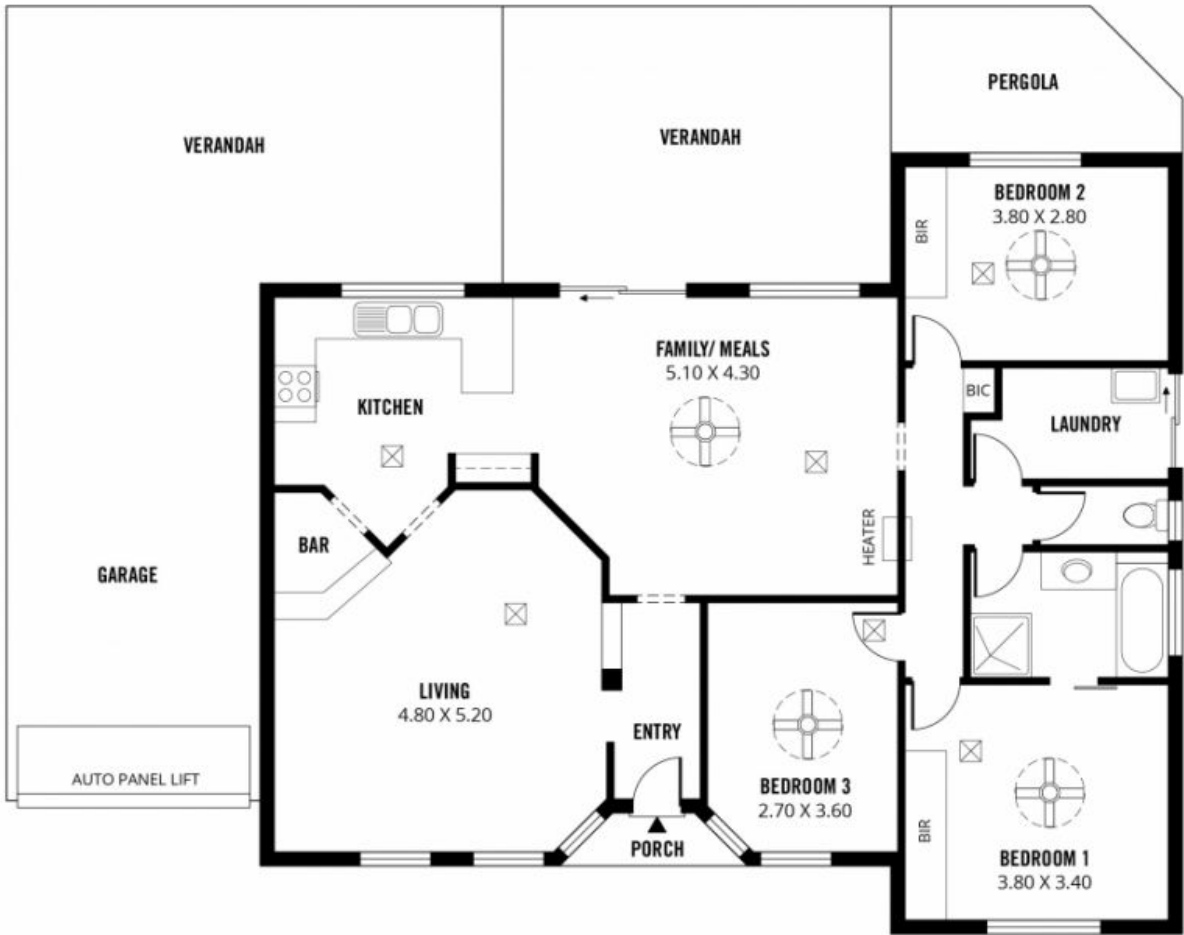 PERGOLA
VERANDAH
VERANDAH
BEDROOM 2
3.80 X 2.80
BIR
FAMILY/ MEALS
5.10 X 4.30
KITCHEN
BIC
LAUNDRY
BAR
HEATER
GARAGE
LIVING
4.80 X 5.20
ENTRY
AUTO PANEL LIFT
BEDROOM 3
2.70 X 3.60
PORCH
BIR
BEDROOM 1
3.80 X 3.40